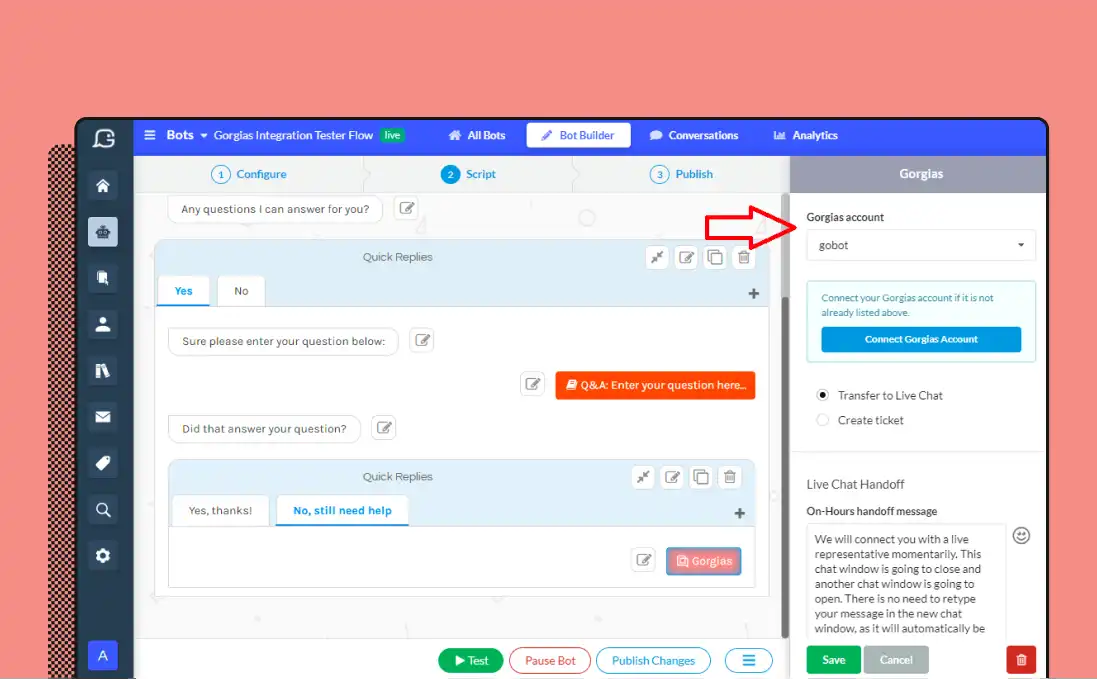 Bots Gorgias Integration Tester Flow live All Bots Bot Builder Conversations Analytics
1 Configure 2 Script 3 Publish
Any questions I can answer for you?
Quick Replies
Yes No
Sure please enter your question below:
Q&A: Enter your question here...
Did that answer your question?
Quick Replies
Yes, thanks! No, still need help
Gorgias
A
Test Pause Bot Publish Changes
Gorgias
Gorgias account
gobot
Connect your Gorgias account if it is not
already listed above.
Connect Gorgias Account
Transfer to Live Chat
Create ticket
Live Chat Handoff
On-Hours handoff message
We will connect you with a live
representative momentarily. This
chat window is going to close and
another chat window is going to
open. There is no need to retype
your message in the new chat
window, as it will automatically be
Save Cancel